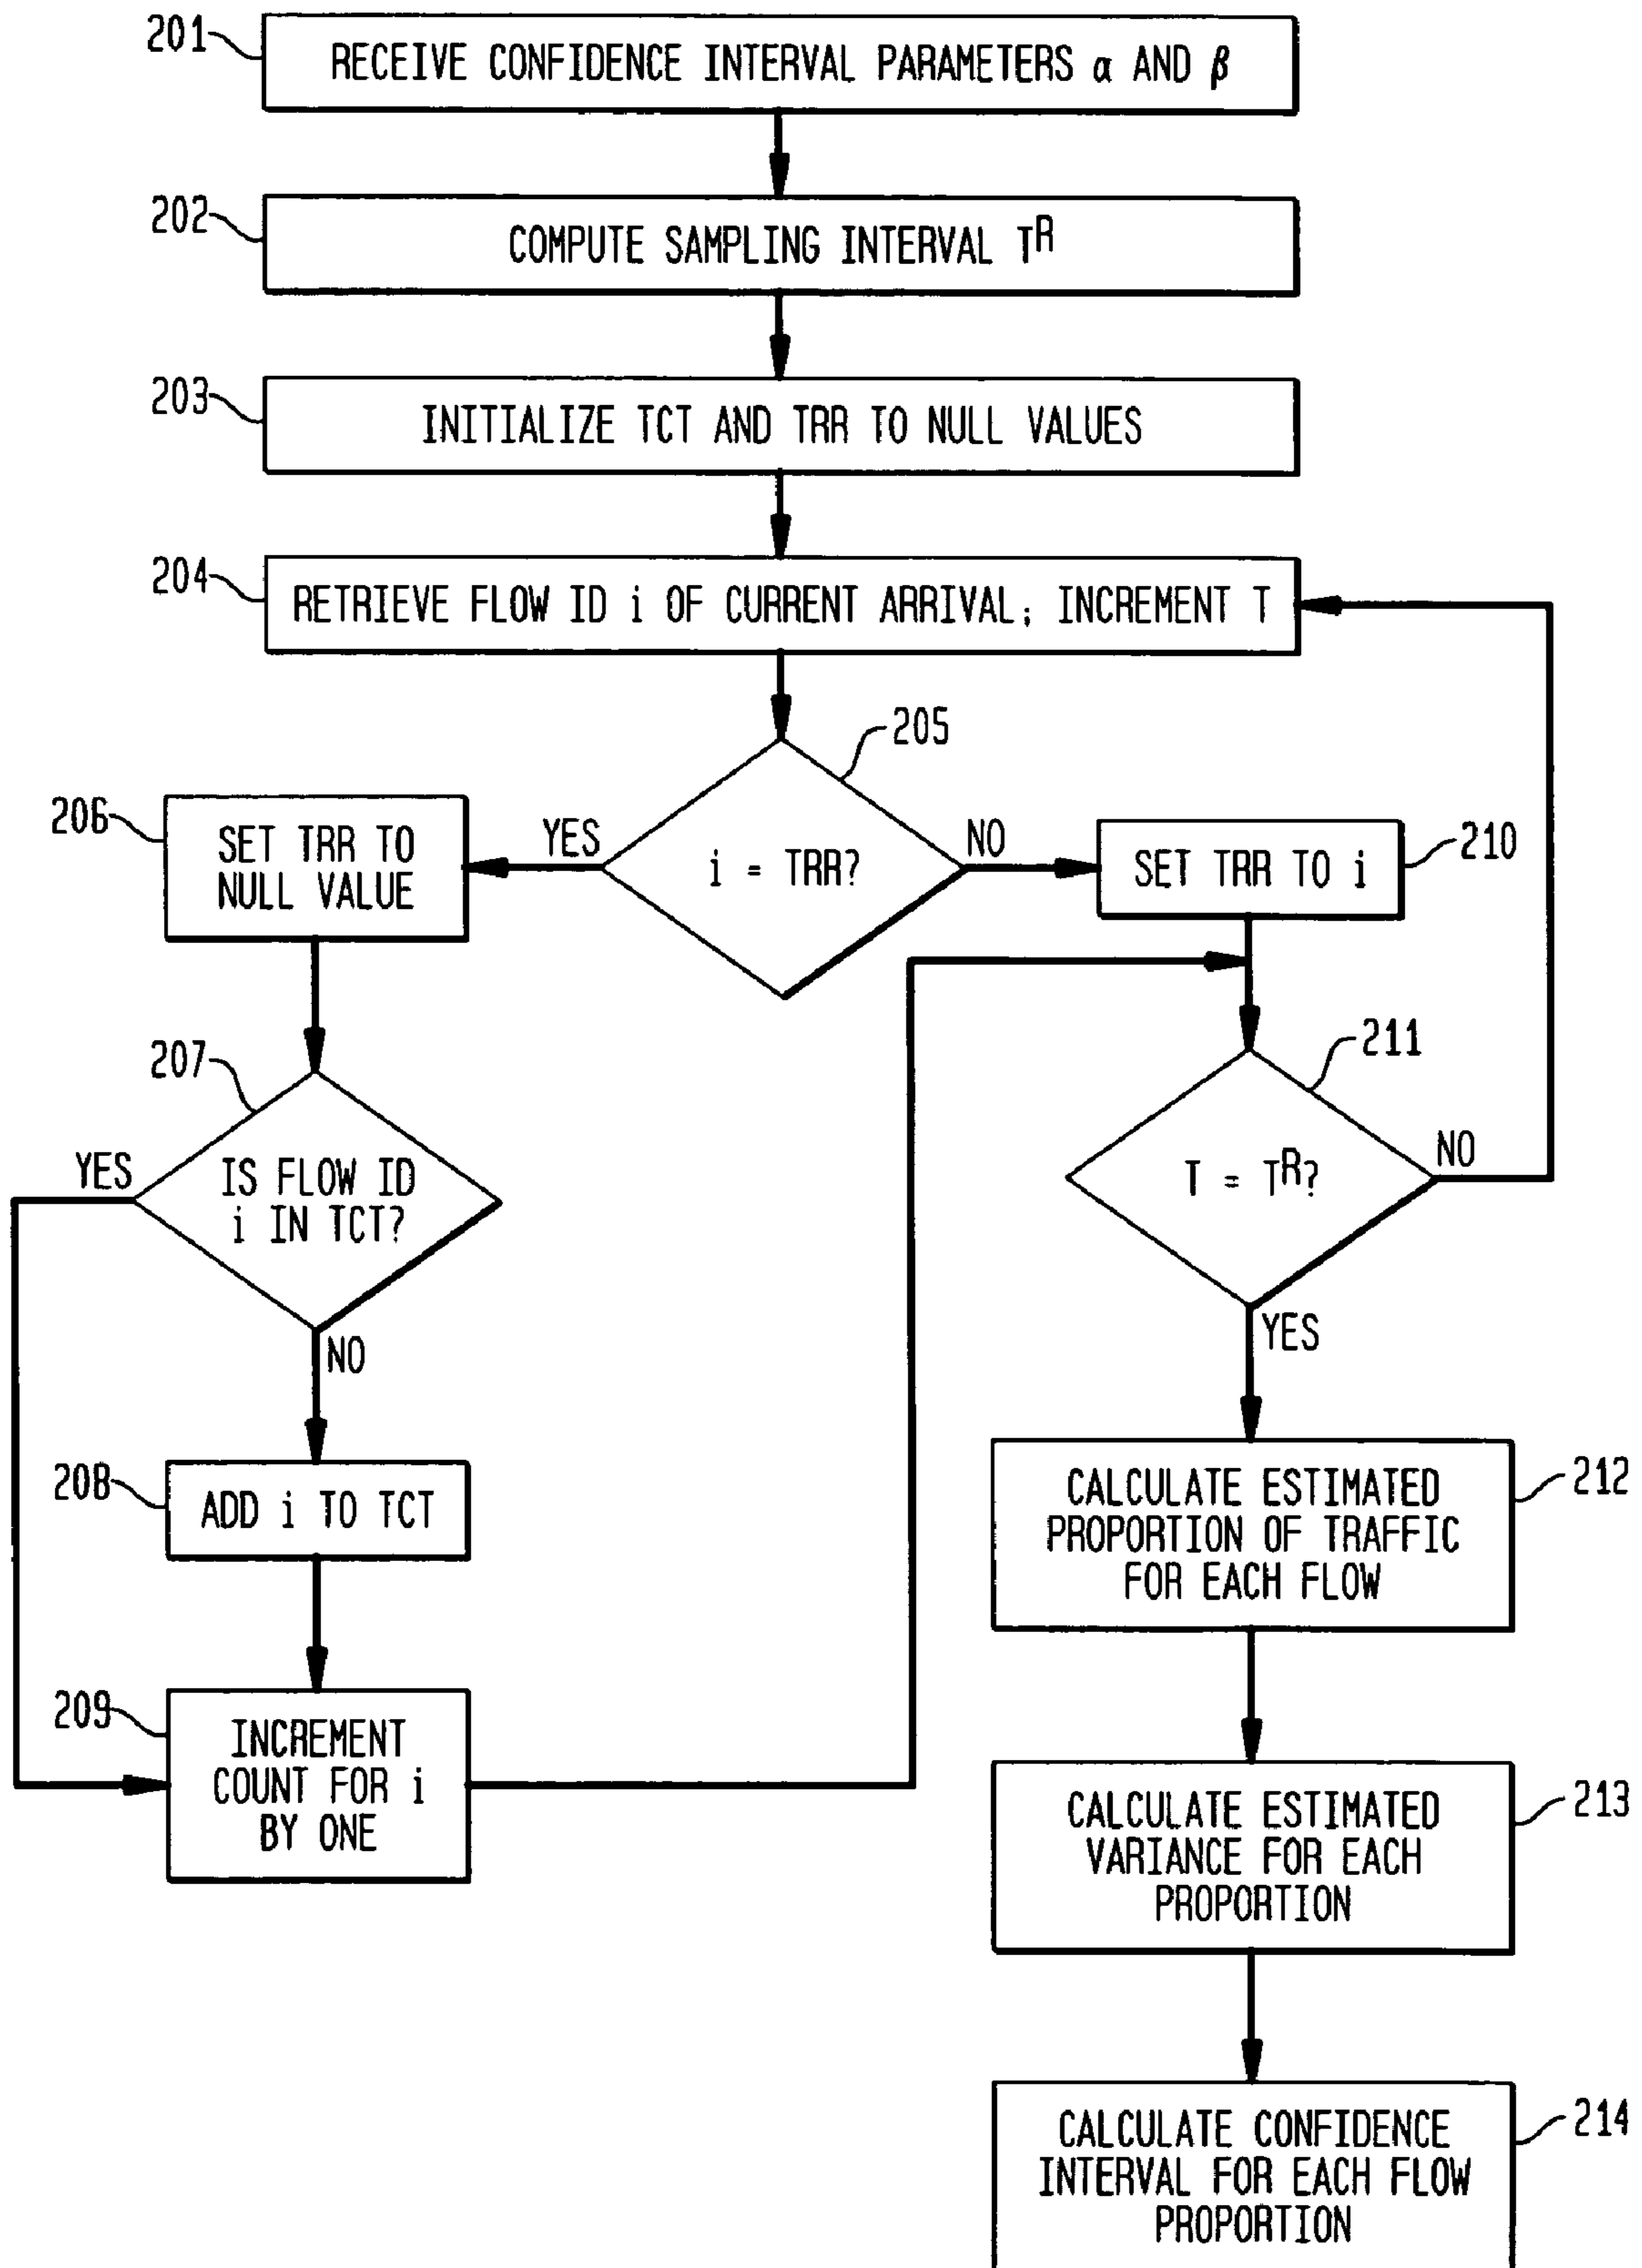 201
RECEIVE CONFIDENCE INTERVAL PARAMETERS α AND β
202
COMPUTE SAMPLING INTERVAL Tᴿ
203
INITIALIZE TCT AND TRR TO NULL VALUES
204
RETRIEVE FLOW ID i OF CURRENT ARRIVAL; INCREMENT T
205
i = TRR?
YES
NO
206
SET TRR TO
NULL VALUE
SET TRR TO i
210
207
IS FLOW ID
i IN TCT?
YES
NO
211
T = Tᴿ?
NO
YES
208
ADD i TO TCT
209
INCREMENT
COUNT FOR i
BY ONE
212
CALCULATE ESTIMATED
PROPORTION OF TRAFFIC
FOR EACH FLOW
213
CALCULATE ESTIMATED
VARIANCE FOR EACH
PROPORTION
214
CALCULATE CONFIDENCE
INTERVAL FOR EACH FLOW
PROPORTION